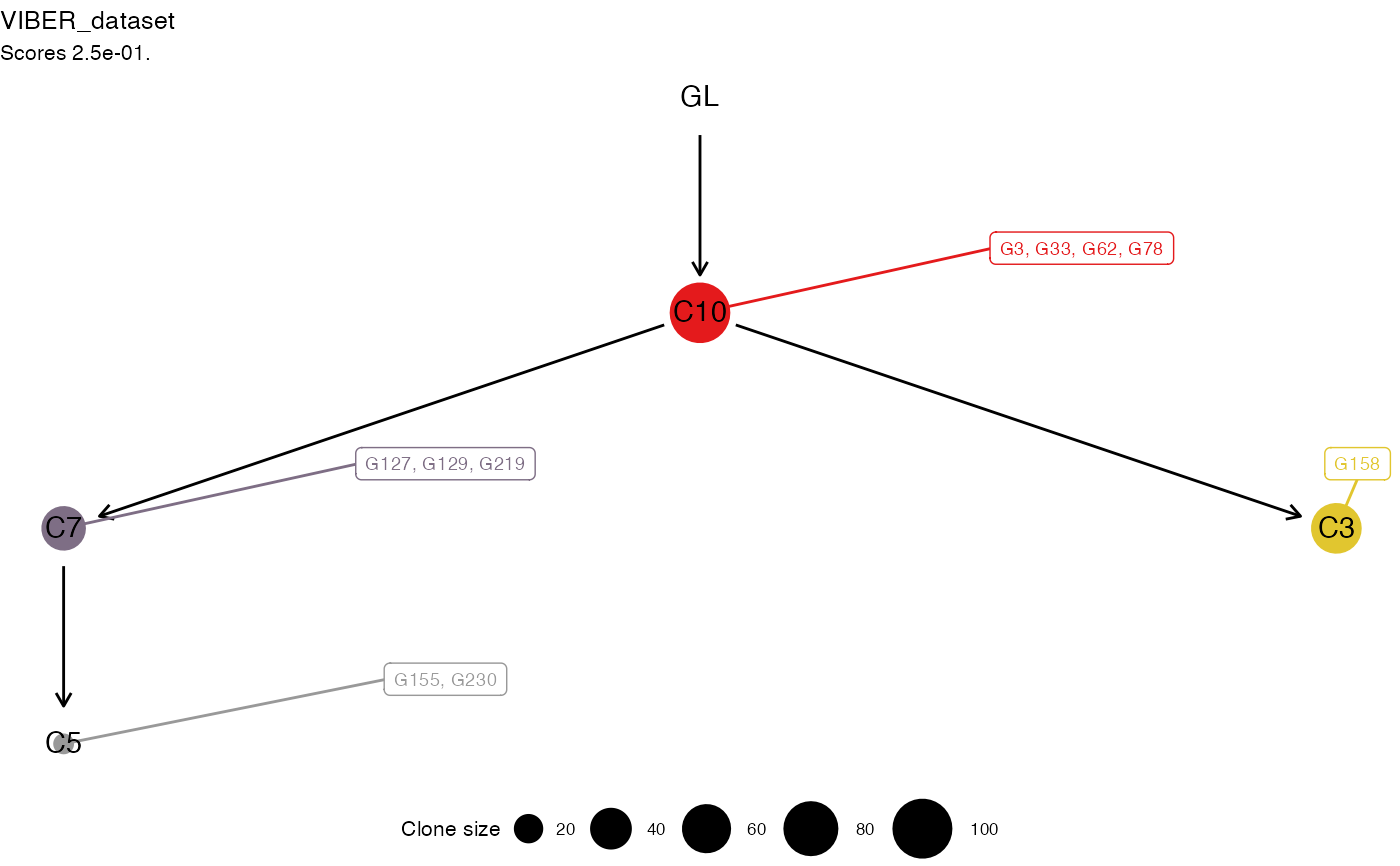 VIBER_dataset
Scores 2.5e-01.
GL
G3, G33, G62, G78
C10
G127, G129, G219
G158
C7
C3
G155, G230
C5
Clone size 20 40 60 80 100